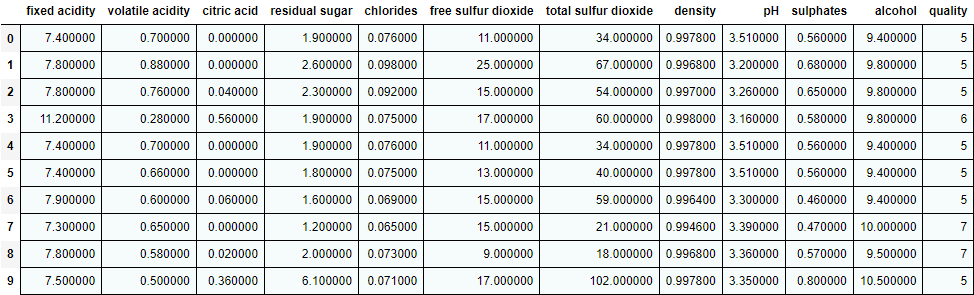 fixed acidity volatile acidity citric acid residual sugar chlorides free sulfur dioxide total sulfur dioxide density pH sulphates alcohol quality
0 7.400000 0.700000 0.000000 1.900000 0.076000 11.000000 34.000000 0.997800 3.510000 0.560000 9.400000 5
1 7.800000 0.880000 0.000000 2.600000 0.098000 25.000000 67.000000 0.996800 3.200000 0.680000 9.800000 5
2 7.800000 0.760000 0.040000 2.300000 0.092000 15.000000 54.000000 0.997000 3.260000 0.650000 9.800000 5
3 11.200000 0.280000 0.560000 1.900000 0.075000 17.000000 60.000000 0.998000 3.160000 0.580000 9.800000 6
4 7.400000 0.700000 0.000000 1.900000 0.076000 11.000000 34.000000 0.997800 3.510000 0.560000 9.400000 5
5 7.400000 0.660000 0.000000 1.800000 0.075000 13.000000 40.000000 0.997800 3.510000 0.560000 9.400000 5
6 7.900000 0.600000 0.060000 1.600000 0.069000 15.000000 59.000000 0.996400 3.300000 0.460000 9.400000 5
7 7.300000 0.650000 0.000000 1.200000 0.065000 15.000000 21.000000 0.994600 3.390000 0.470000 10.000000 7
8 7.800000 0.580000 0.020000 2.000000 0.073000 9.000000 18.000000 0.996800 3.360000 0.570000 9.500000 7
9 7.500000 0.500000 0.360000 6.100000 0.071000 17.000000 102.000000 0.997800 3.350000 0.800000 10.500000 5